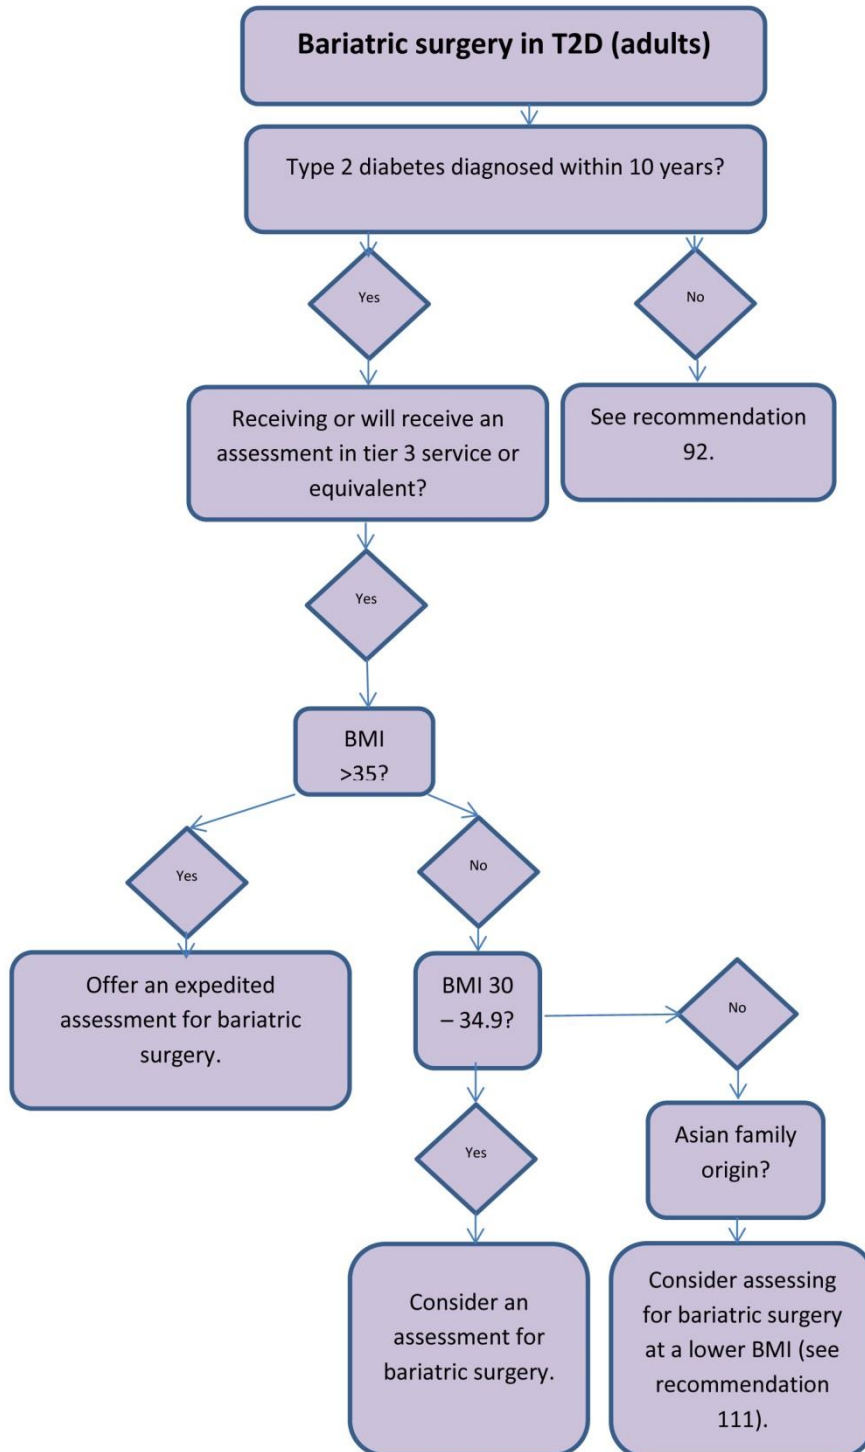 Bariatric surgery in T2D (adults)
Type 2 diabetes diagnosed within 10 years?
Yes
No
Receiving or will receive an
assessment in tier 3 service or
equivalent?
See recommendation
92.
Yes
BMI
>35?
Yes
No
Offer an expedited
assessment for bariatric
surgery.
BMI 30
– 34.9?
No
Yes
Asian family
origin?
Consider an
assessment for
bariatric surgery.
Consider assessing
for bariatric surgery
at a lower BMI (see
recommendation
111).